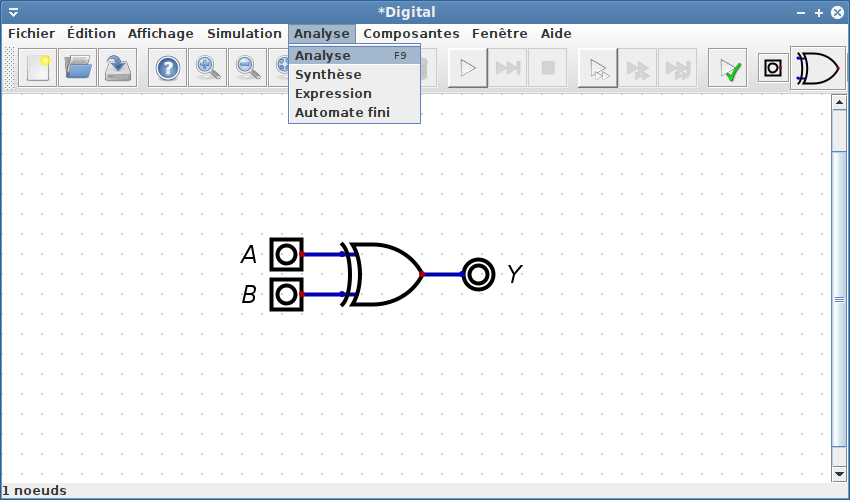 *Digital
Fichier Édition Affichage Simulation Analyse Composantes Fenêtre Aide
Analyse F9
Synthèse
Expression
Automate fini
A
B
Y
1 noeuds